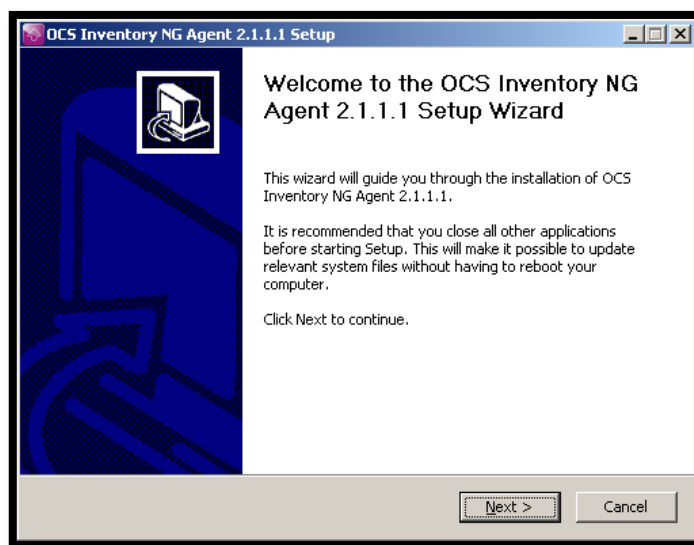 OCS Inventory NG Agent 2.1.1.1 Setup
Welcome to the OCS Inventory NG
Agent 2.1.1.1 Setup Wizard
This wizard will guide you through the installation of OCS
Inventory NG Agent 2.1.1.1.
It is recommended that you close all other applications
before starting Setup. This will make it possible to update
relevant system files without having to reboot your
computer.
Click Next to continue.
Next >
Cancel